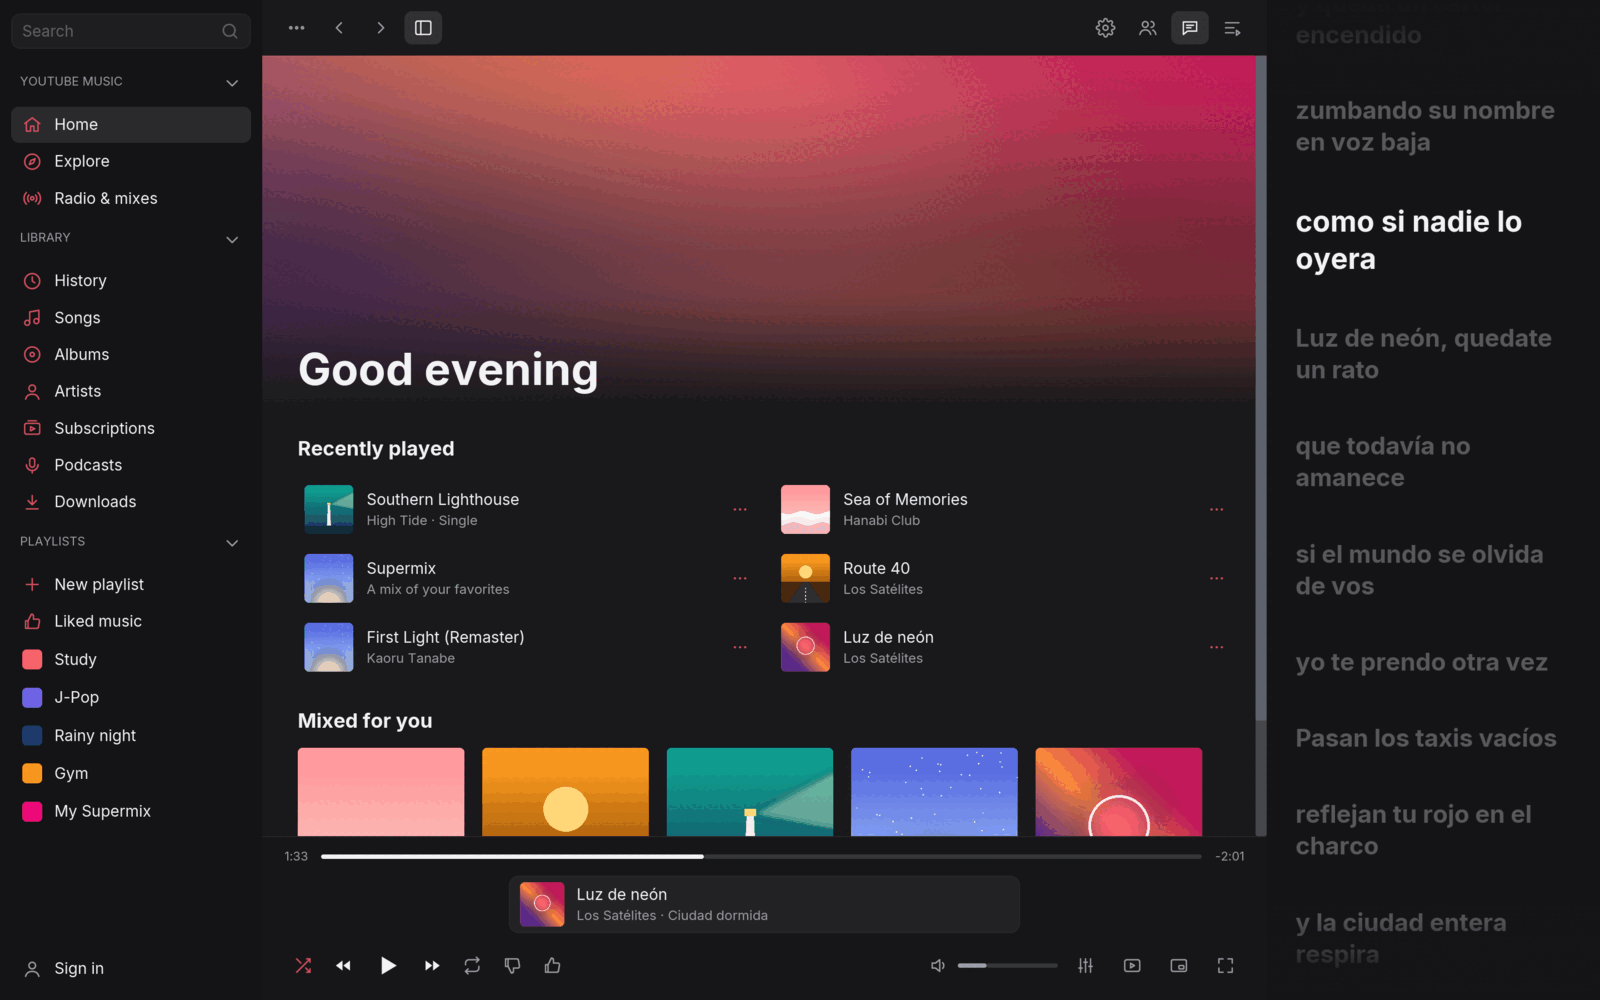 Search
YOUTUBE MUSIC
Home
Explore
Radio & mixes
LIBRARY
History
Songs
Albums
Artists
Subscriptions
Podcasts
Downloads
PLAYLISTS
New playlist
Liked music
Study
J-Pop
Rainy night
Gym
My Supermix
Sign in
Good evening
Recently played
Southern Lighthouse
High Tide · Single
Sea of Memories
Hanabi Club
Supermix
A mix of your favorites
Route 40
Los Satélites
First Light (Remaster)
Kaoru Tanabe
Luz de neón
Los Satélites
Mixed for you
1:33
-2:01
Luz de neón
Los Satélites · Ciudad dormida
encendido
zumbando su nombre
en voz baja
como si nadie lo
oyera
Luz de neón, quedate
un rato
que todavía no
amanece
si el mundo se olvida
de vos
yo te prendo otra vez
Pasan los taxis vacíos
reflejan tu rojo en el
charco
y la ciudad entera
respira